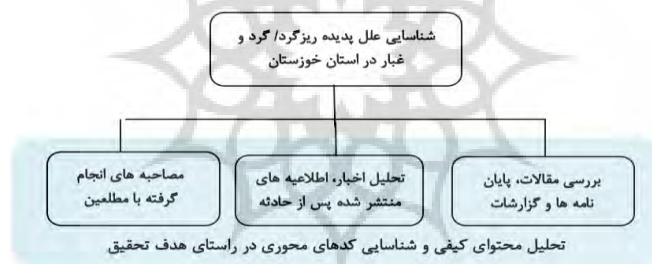 شناسایی علل پدیده ریزگرد/ گرد و
غبار در استان خوزستان
بررسی مقالات، پایان
نامه ها و گزارشات
تحلیل اخبار، اطلاعیه های
منتشر شده پس از حادثه
مصاحبه های انجام
گرفته با مطلعین
تحلیل محتوای کیفی و شناسایی کدهای محوری در راستای هدف تحقیق